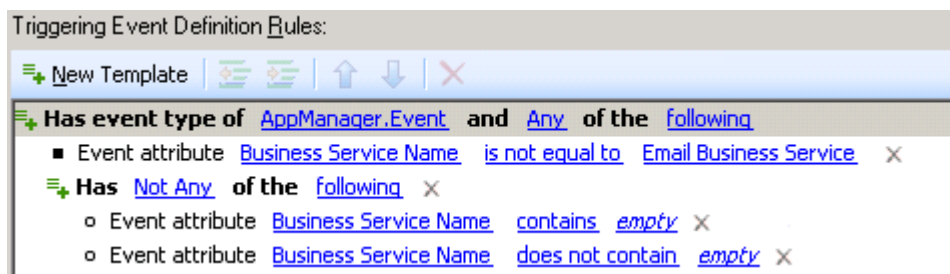 Triggering Event Definition Rules:
New Template
Has event type of AppManager.Event and Any of the following
Event attribute Business Service Name is not equal to Email Business Service
Has Not Any of the following
Event attribute Business Service Name contains empty
Event attribute Business Service Name does not contain empty